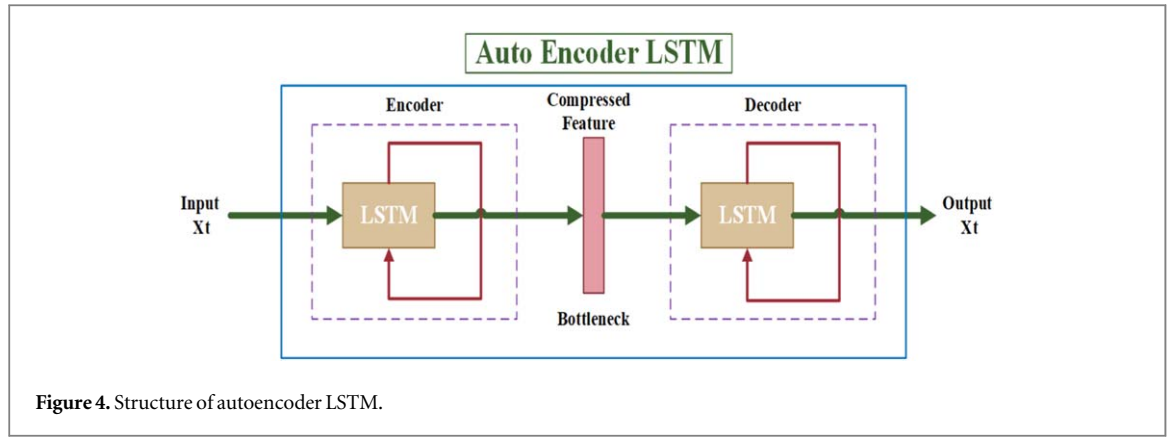 Auto Encoder LSTM
Encoder
Compressed
Feature
Decoder
Input
Xt
LSTM
LSTM
Output
Xt
Bottleneck
Figure 4. Structure of autoencoder LSTM.